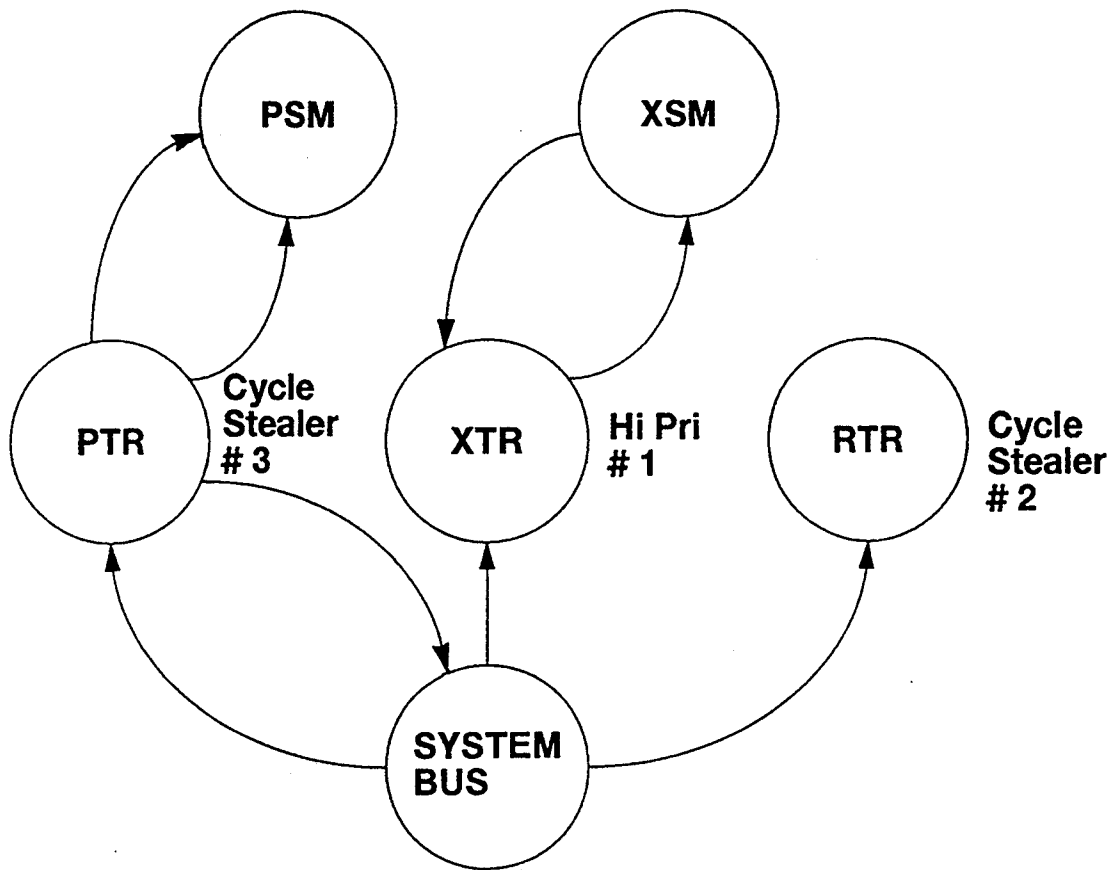 PSM
XSM
PTR
Cycle
Stealer
# 3
XTR
Hi Pri
# 1
RTR
Cycle
Stealer
# 2
SYSTEM
BUS